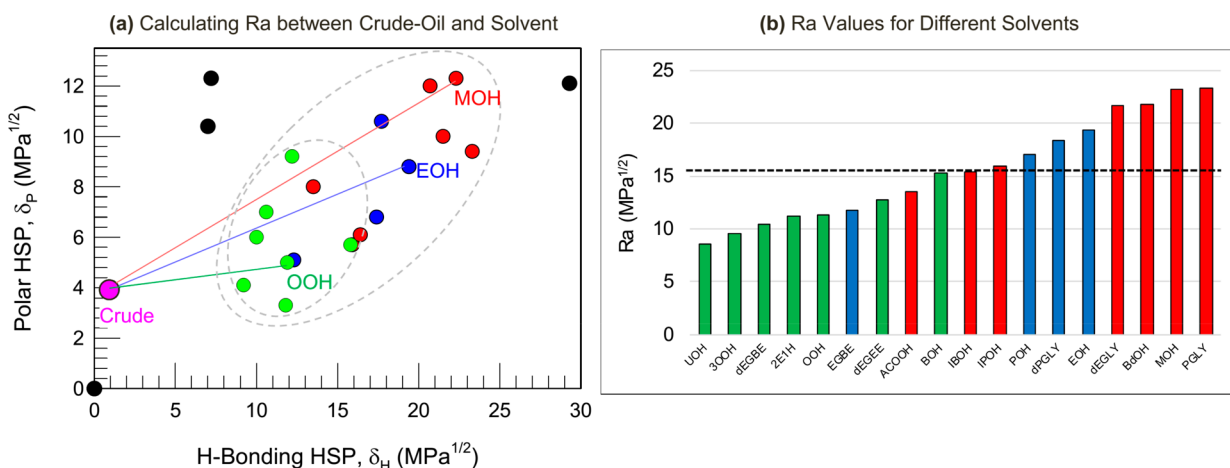 (a) Calculating Ra between Crude-Oil and Solvent
Polar HSP, δP (MPa1/2)
12
10
8
6
4
2
0
MOH
EOH
OOH
Crude
0
5
10
15
20
25
30
H-Bonding HSP, δH (MPa1/2)
(b) Ra Values for Different Solvents
Ra (MPa1/2)
25
20
15
10
5
0
UOH
3OOH
dEGBE
2E1H
OOH
EGBE
dEGEE
ACOOH
BOH
IBOH
IPOH
POH
dPGLY
EOH
dEGLY
BdOH
MOH
PGLY